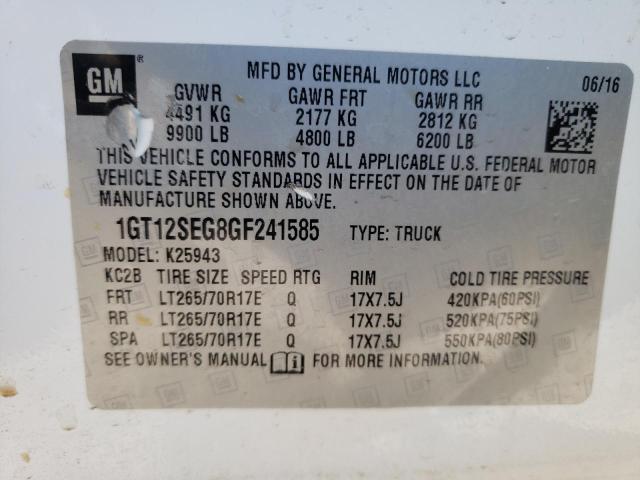 GM
MFD BY GENERAL MOTORS LLC 06/16
GVWR GAWR FRT GAWR RR
4491 KG 2177 KG 2812 KG
9900 LB 4800 LB 6200 LB
THIS VEHICLE CONFORMS TO ALL APPLICABLE U.S. FEDERAL MOTOR
VEHICLE SAFETY STANDARDS IN EFFECT ON THE DATE OF
MANUFACTURE SHOWN ABOVE.
1GT12SEG8GF241585 TYPE: TRUCK
MODEL: K25943
KC2B TIRE SIZE SPEED RTG RIM COLD TIRE PRESSURE
FRT LT265/70R17E Q 17X7.5J 420KPA(60PSI)
RR LT265/70R17E Q 17X7.5J 520KPA(75PSI)
SPA LT265/70R17E Q 17X7.5J 550KPA(80PSI)
SEE OWNER'S MANUAL FOR MORE INFORMATION.